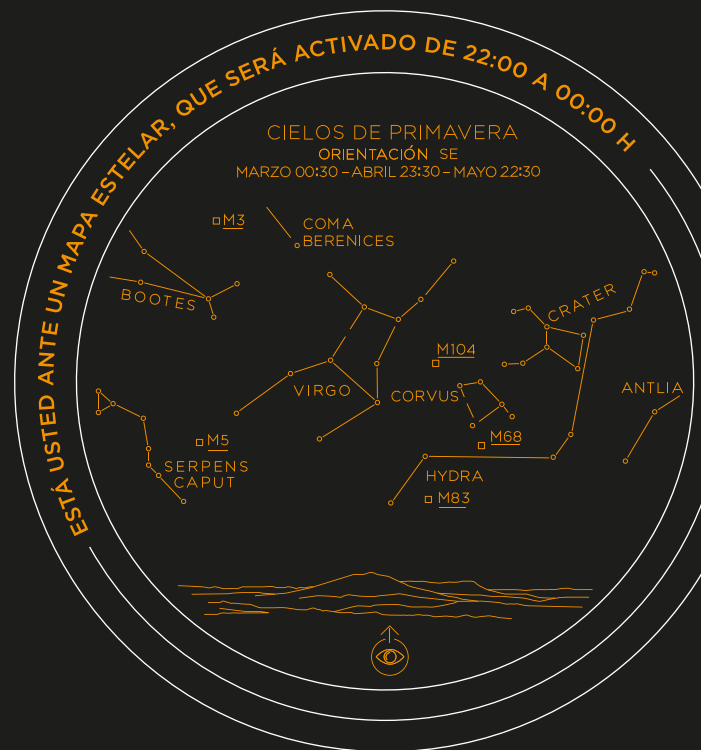 ESTÁ USTED ANTE UN MAPA ESTELAR, QUE SERÁ ACTIVADO DE 22:00 A 00:00 H
CIELOS DE PRIMAVERA
ORIENTACIÓN SE
MARZO 00:30 – ABRIL 23:30 – MAYO 22:30
M3
COMA
BERENICES
BOOTES
CRATER
M104
VIRGO
CORVUS
ANTLIA
M5
M68
SERPENS
CAPUT
HYDRA
M83